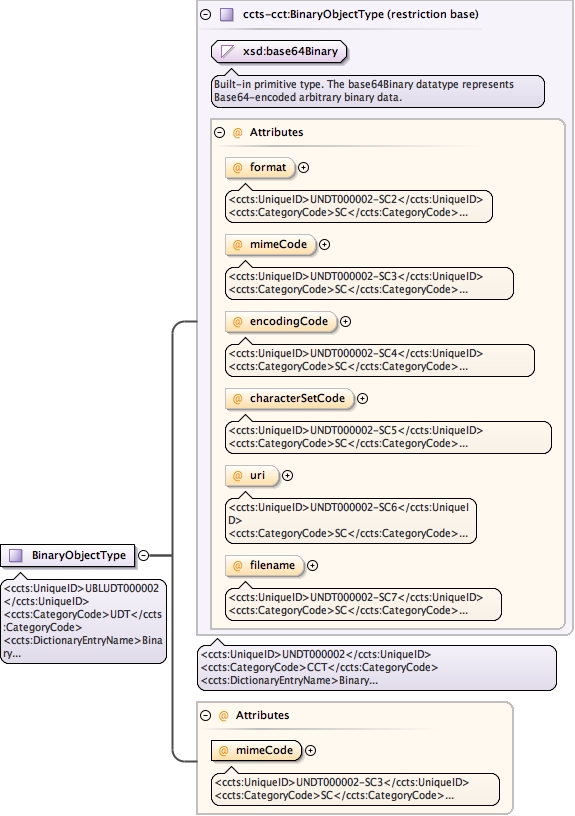 ccts-cct:BinaryObjectType (restriction base)
xsd:base64Binary
Built-in primitive type. The base64Binary datatype represents
Base64-encoded arbitrary binary data.
@ Attributes
@ format
<ccts:UniqueID>UNDT000002-SC2</ccts:UniqueID>
<ccts:CategoryCode>SC</ccts:CategoryCode>...
@ mimeCode
<ccts:UniqueID>UNDT000002-SC3</ccts:UniqueID>
<ccts:CategoryCode>SC</ccts:CategoryCode>...
@ encodingCode
<ccts:UniqueID>UNDT000002-SC4</ccts:UniqueID>
<ccts:CategoryCode>SC</ccts:CategoryCode>...
@ characterSetCode
<ccts:UniqueID>UNDT000002-SC5</ccts:UniqueID>
<ccts:CategoryCode>SC</ccts:CategoryCode>...
@ uri
<ccts:UniqueID>UNDT000002-SC6</ccts:UniqueI
D>
<ccts:CategoryCode>SC</ccts:CategoryCode>...
@ filename
<ccts:UniqueID>UNDT000002-SC7</ccts:UniqueID>
<ccts:CategoryCode>SC</ccts:CategoryCode>...
BinaryObjectType
<ccts:UniqueID>UBLUDT000002
</ccts:UniqueID>
<ccts:CategoryCode>UDT</ccts
:CategoryCode>
<ccts:DictionaryEntryName>Bina
ry...
<ccts:UniqueID>UNDT000002</ccts:UniqueID>
<ccts:CategoryCode>CCT</ccts:CategoryCode>
<ccts:DictionaryEntryName>Binary...
@ Attributes
@ mimeCode
<ccts:UniqueID>UNDT000002-SC3</ccts:UniqueID>
<ccts:CategoryCode>SC</ccts:CategoryCode>...